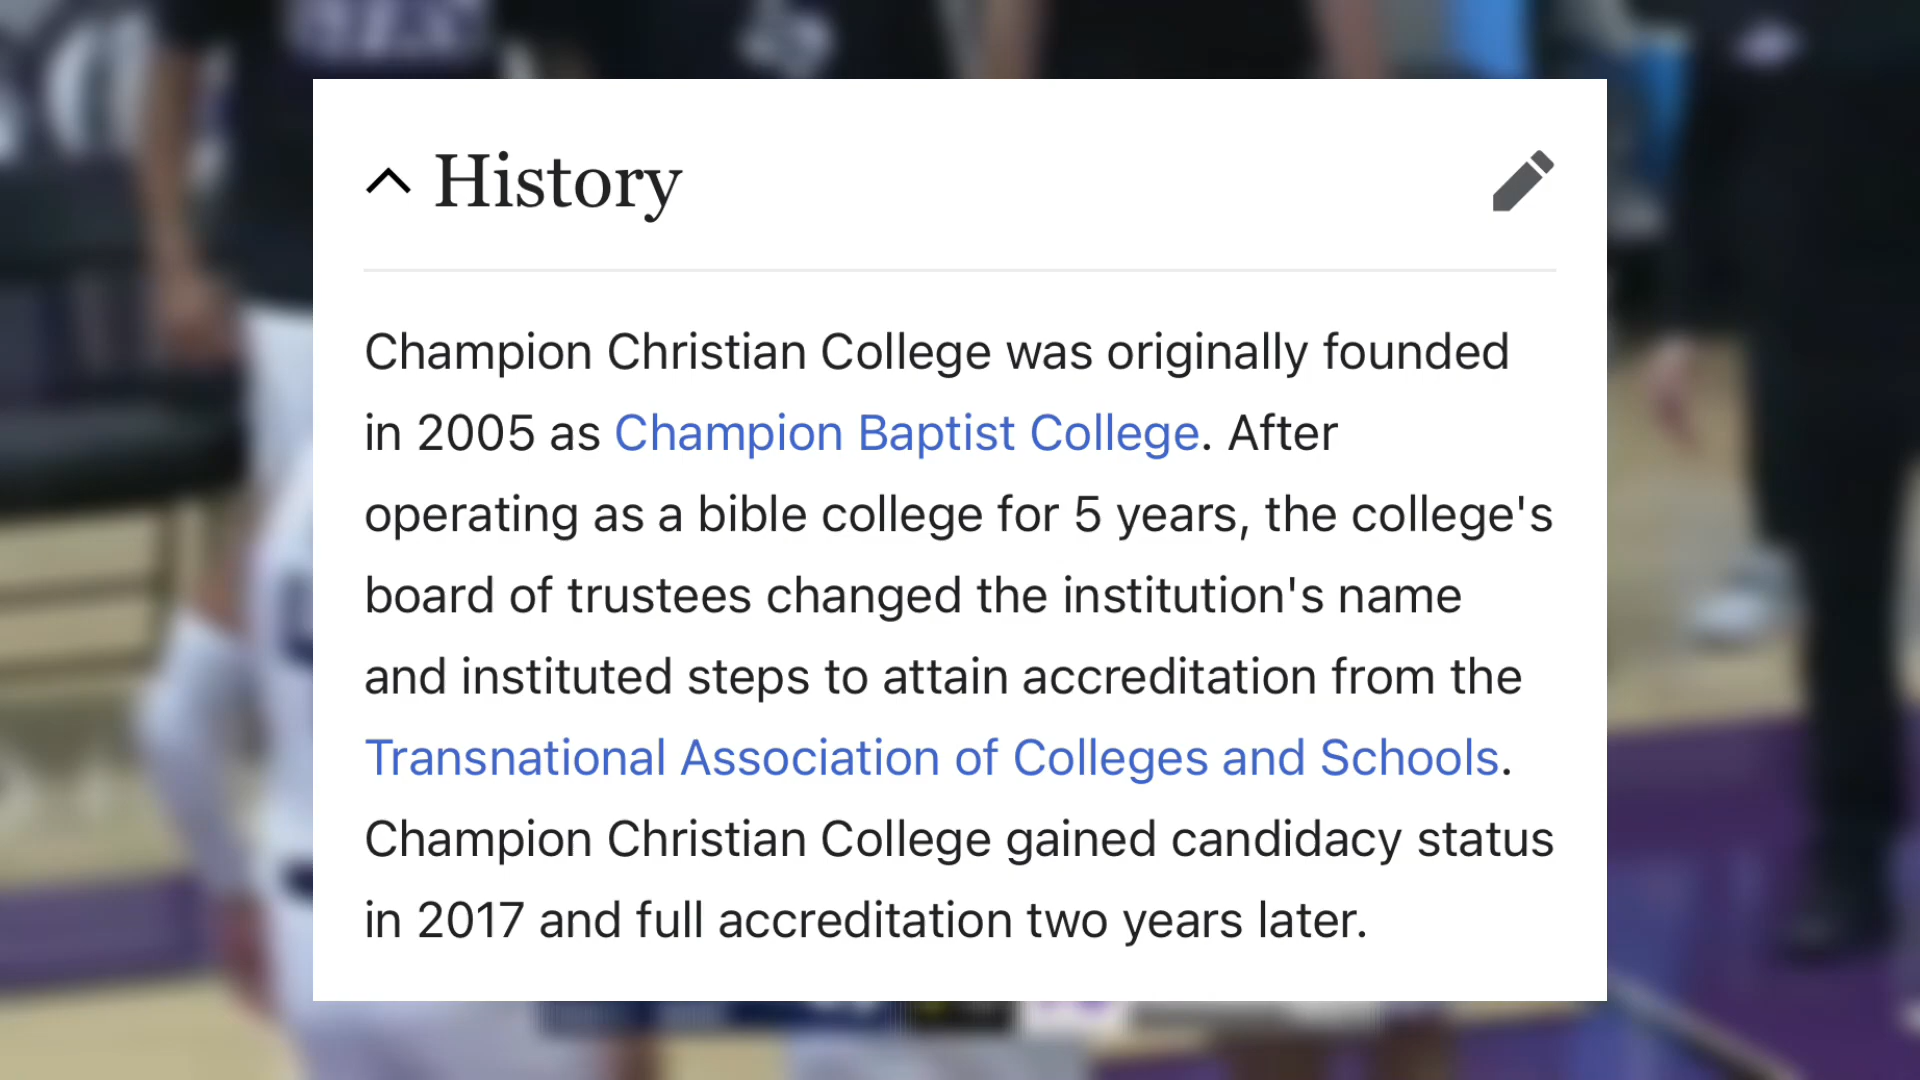 History
Champion Christian College was originally founded
in 2005 as Champion Baptist College. After
operating as a bible college for 5 years, the college's
board of trustees changed the institution's name
and instituted steps to attain accreditation from the
Transnational Association of Colleges and Schools.
Champion Christian College gained candidacy status
in 2017 and full accreditation two years later.